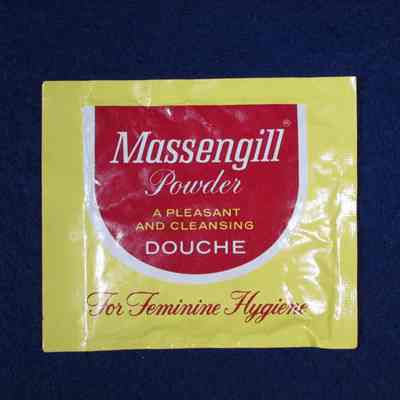 Massengill®
Powder
A PLEASANT
AND CLEANSING
DOUCHE
For Feminine Hygiene